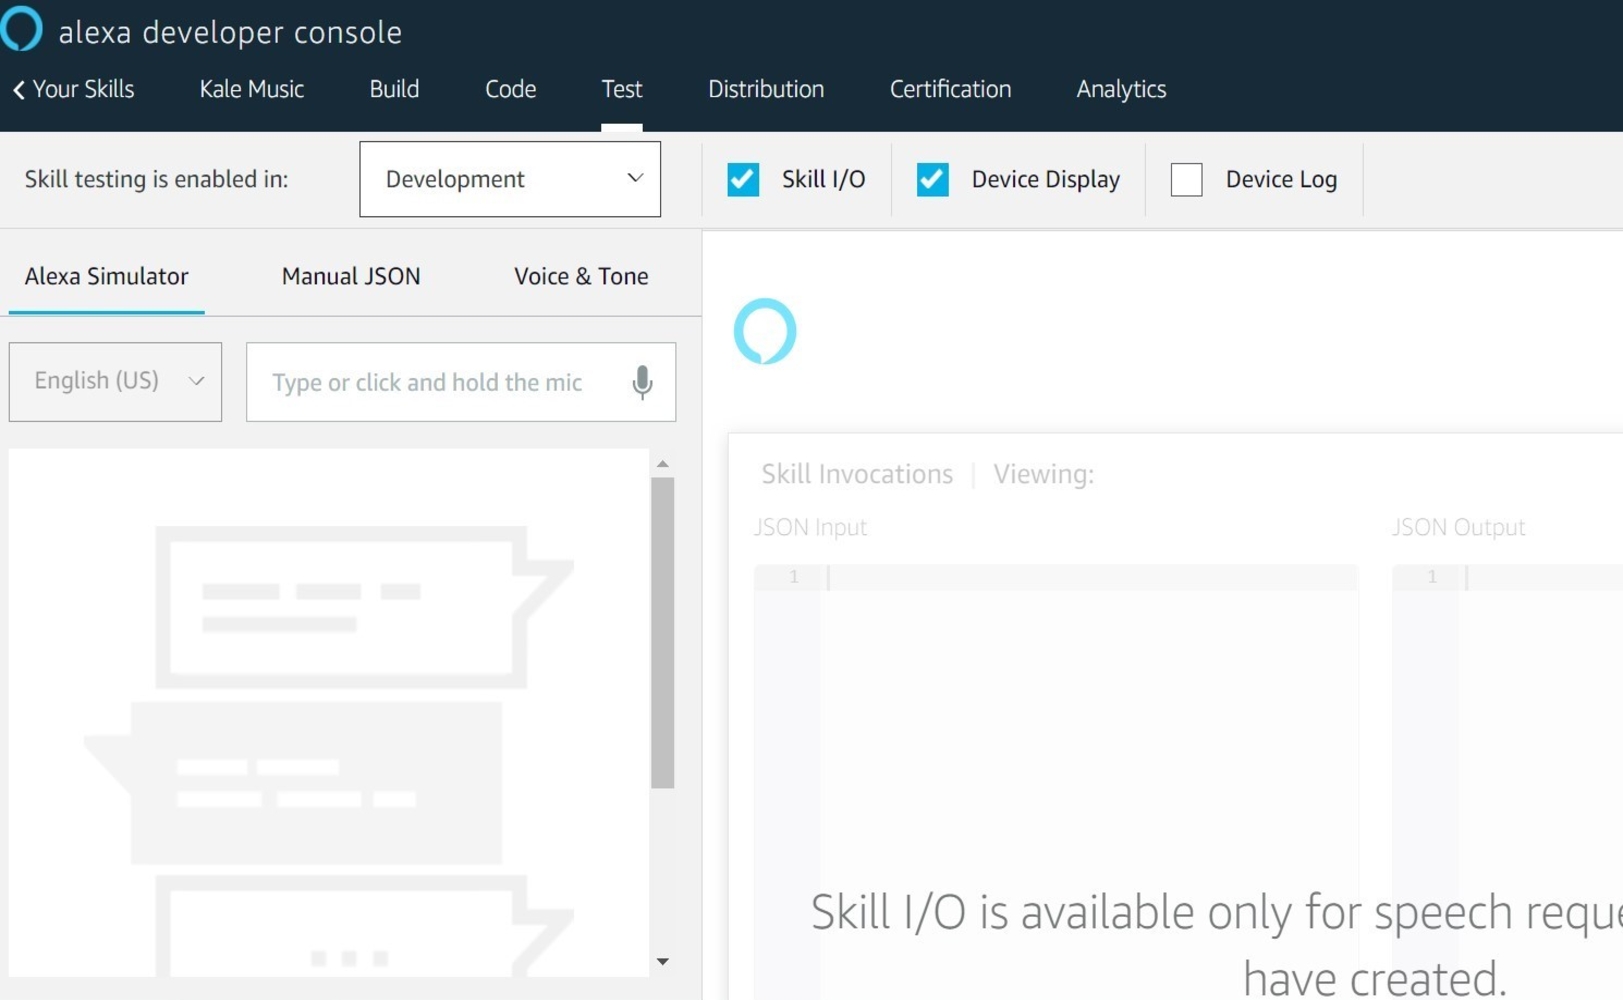 alexa developer console
Your Skills Kale Music Build Code Test Distribution Certification Analytics
Skill testing is enabled in: Development Skill I/O Device Display Device Log
Alexa Simulator Manual JSON Voice & Tone
English (US) Type or click and hold the mic
Skill Invocations Viewing:
JSON Input JSON Output
1 1
Skill I/O is available only for speech
have created.